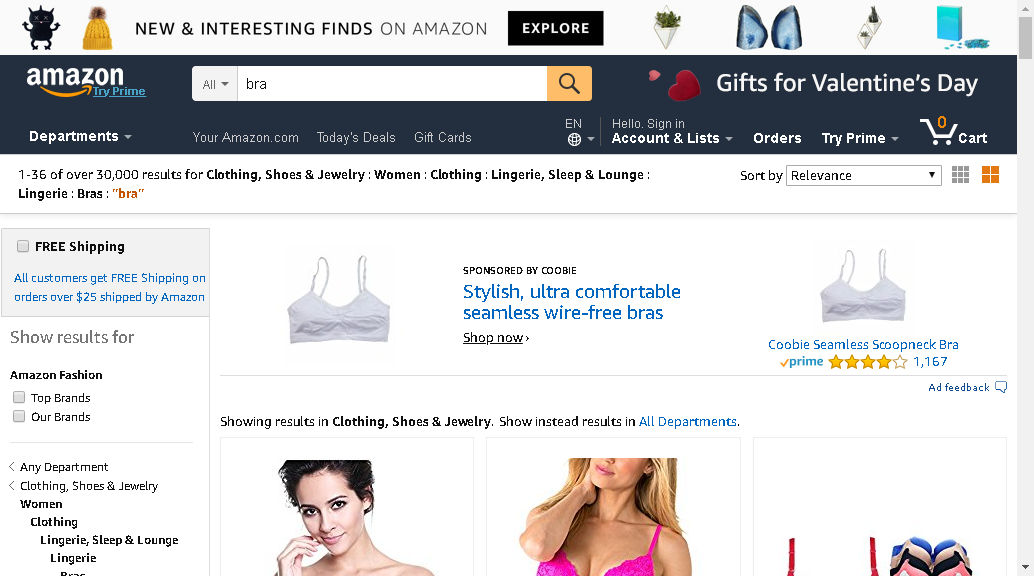 NEW & INTERESTING FINDS ON AMAZON EXPLORE
amazon
Try Prime
All
bra
Gifts for Valentine's Day
Departments
Your Amazon.com Today's Deals Gift Cards
EN
Hello. Sign in
Account & Lists
Orders
Try Prime
0
Cart
1-36 of over 30,000 results for Clothing, Shoes & Jewelry : Women : Clothing : Lingerie, Sleep & Lounge :
Lingerie : Bras : "bra"
Sort by Relevance
FREE Shipping
All customers get FREE Shipping on
orders over $25 shipped by Amazon
Show results for
Amazon Fashion
Top Brands
Our Brands
Any Department
Clothing, Shoes & Jewelry
Women
Clothing
Lingerie, Sleep & Lounge
Lingerie
Bras
SPONSORED BY COOBIE
Stylish, ultra comfortable
seamless wire-free bras
Shop now ›
Coobie Seamless Scoopneck Bra
prime 1,167
Ad feedback
Showing results in Clothing, Shoes & Jewelry. Show instead results in All Departments.